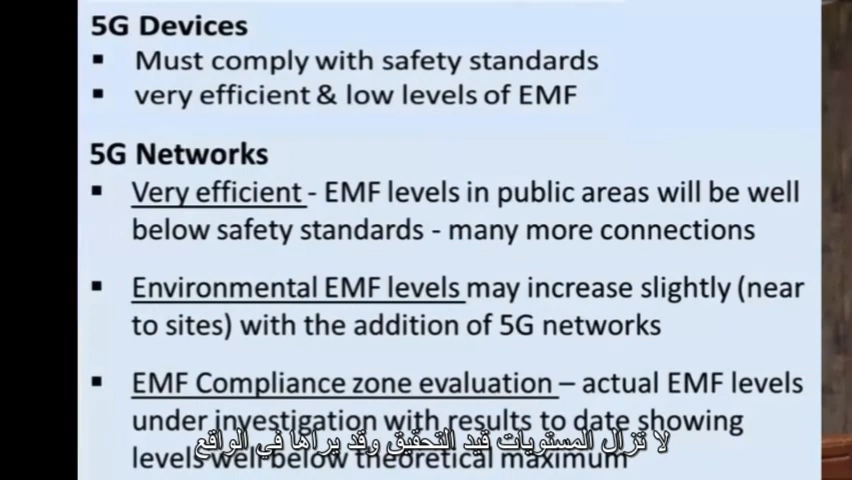 5G Devices
▪ Must comply with safety standards
▪ very efficient & low levels of EMF
5G Networks
▪ Very efficient - EMF levels in public areas will be well
below safety standards - many more connections
▪ Environmental EMF levels may increase slightly (near
to sites) with the addition of 5G networks
▪ EMF Compliance zone evaluation – actual EMF levels
under investigation with results to date showing
levels well below theoretical maximum
لا تزال المستويات قيد التحقيق وقد يراها في الواقع